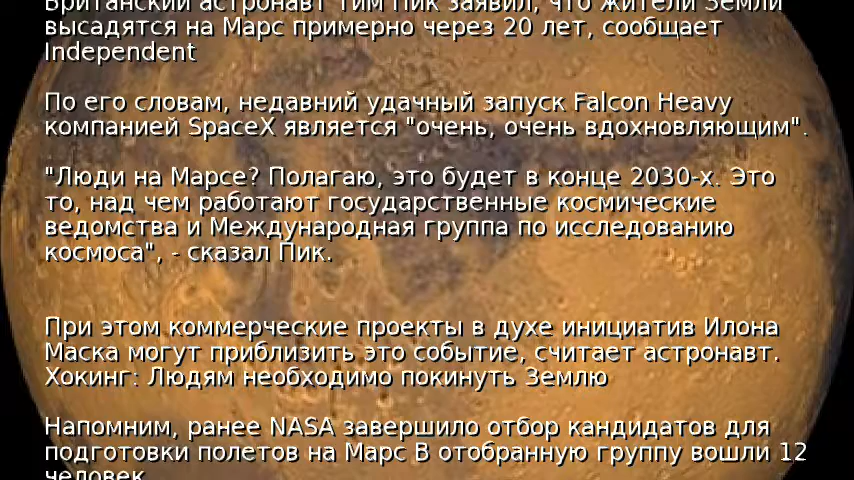 Британский астронавт Тим Пик заявил, что жители Земли
высадятся на Марс примерно через 20 лет, сообщает
Independent
По его словам, недавний удачный запуск Falcon Heavy
компанией SpaceX является "очень, очень вдохновляющим".
"Люди на Марсе? Полагаю, это будет в конце 2030-х. Это
то, над чем работают государственные космические
ведомства и Международная группа по исследованию
космоса", - сказал Пик.
При этом коммерческие проекты в духе инициатив Илона
Маска могут приблизить это событие, считает астронавт.
Хокинг: Людям необходимо покинуть Землю
Напомним, ранее NASA завершило отбор кандидатов для
подготовки полетов на Марс В отобранную группу вошли 12
человек